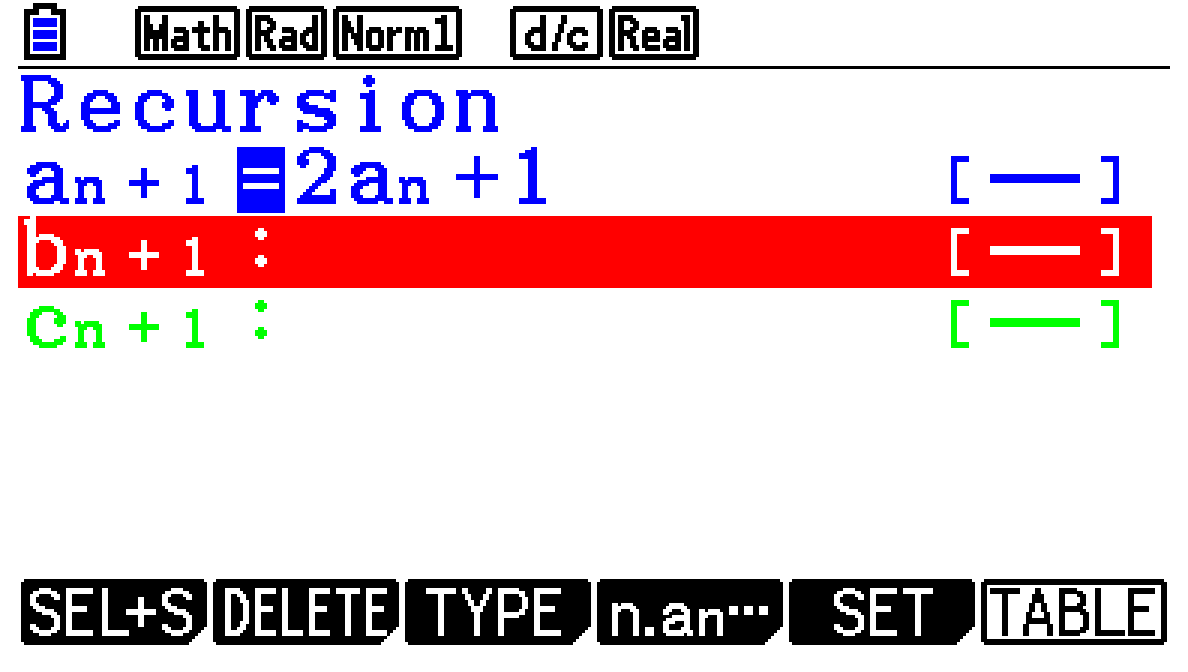 Math Rad Norm1 d/c Real
Recursion
an+1=2an+1 [—]
bn+1: [—]
cn+1: [—]
SEL+S DELETE TYPE n.an… SET TABLE